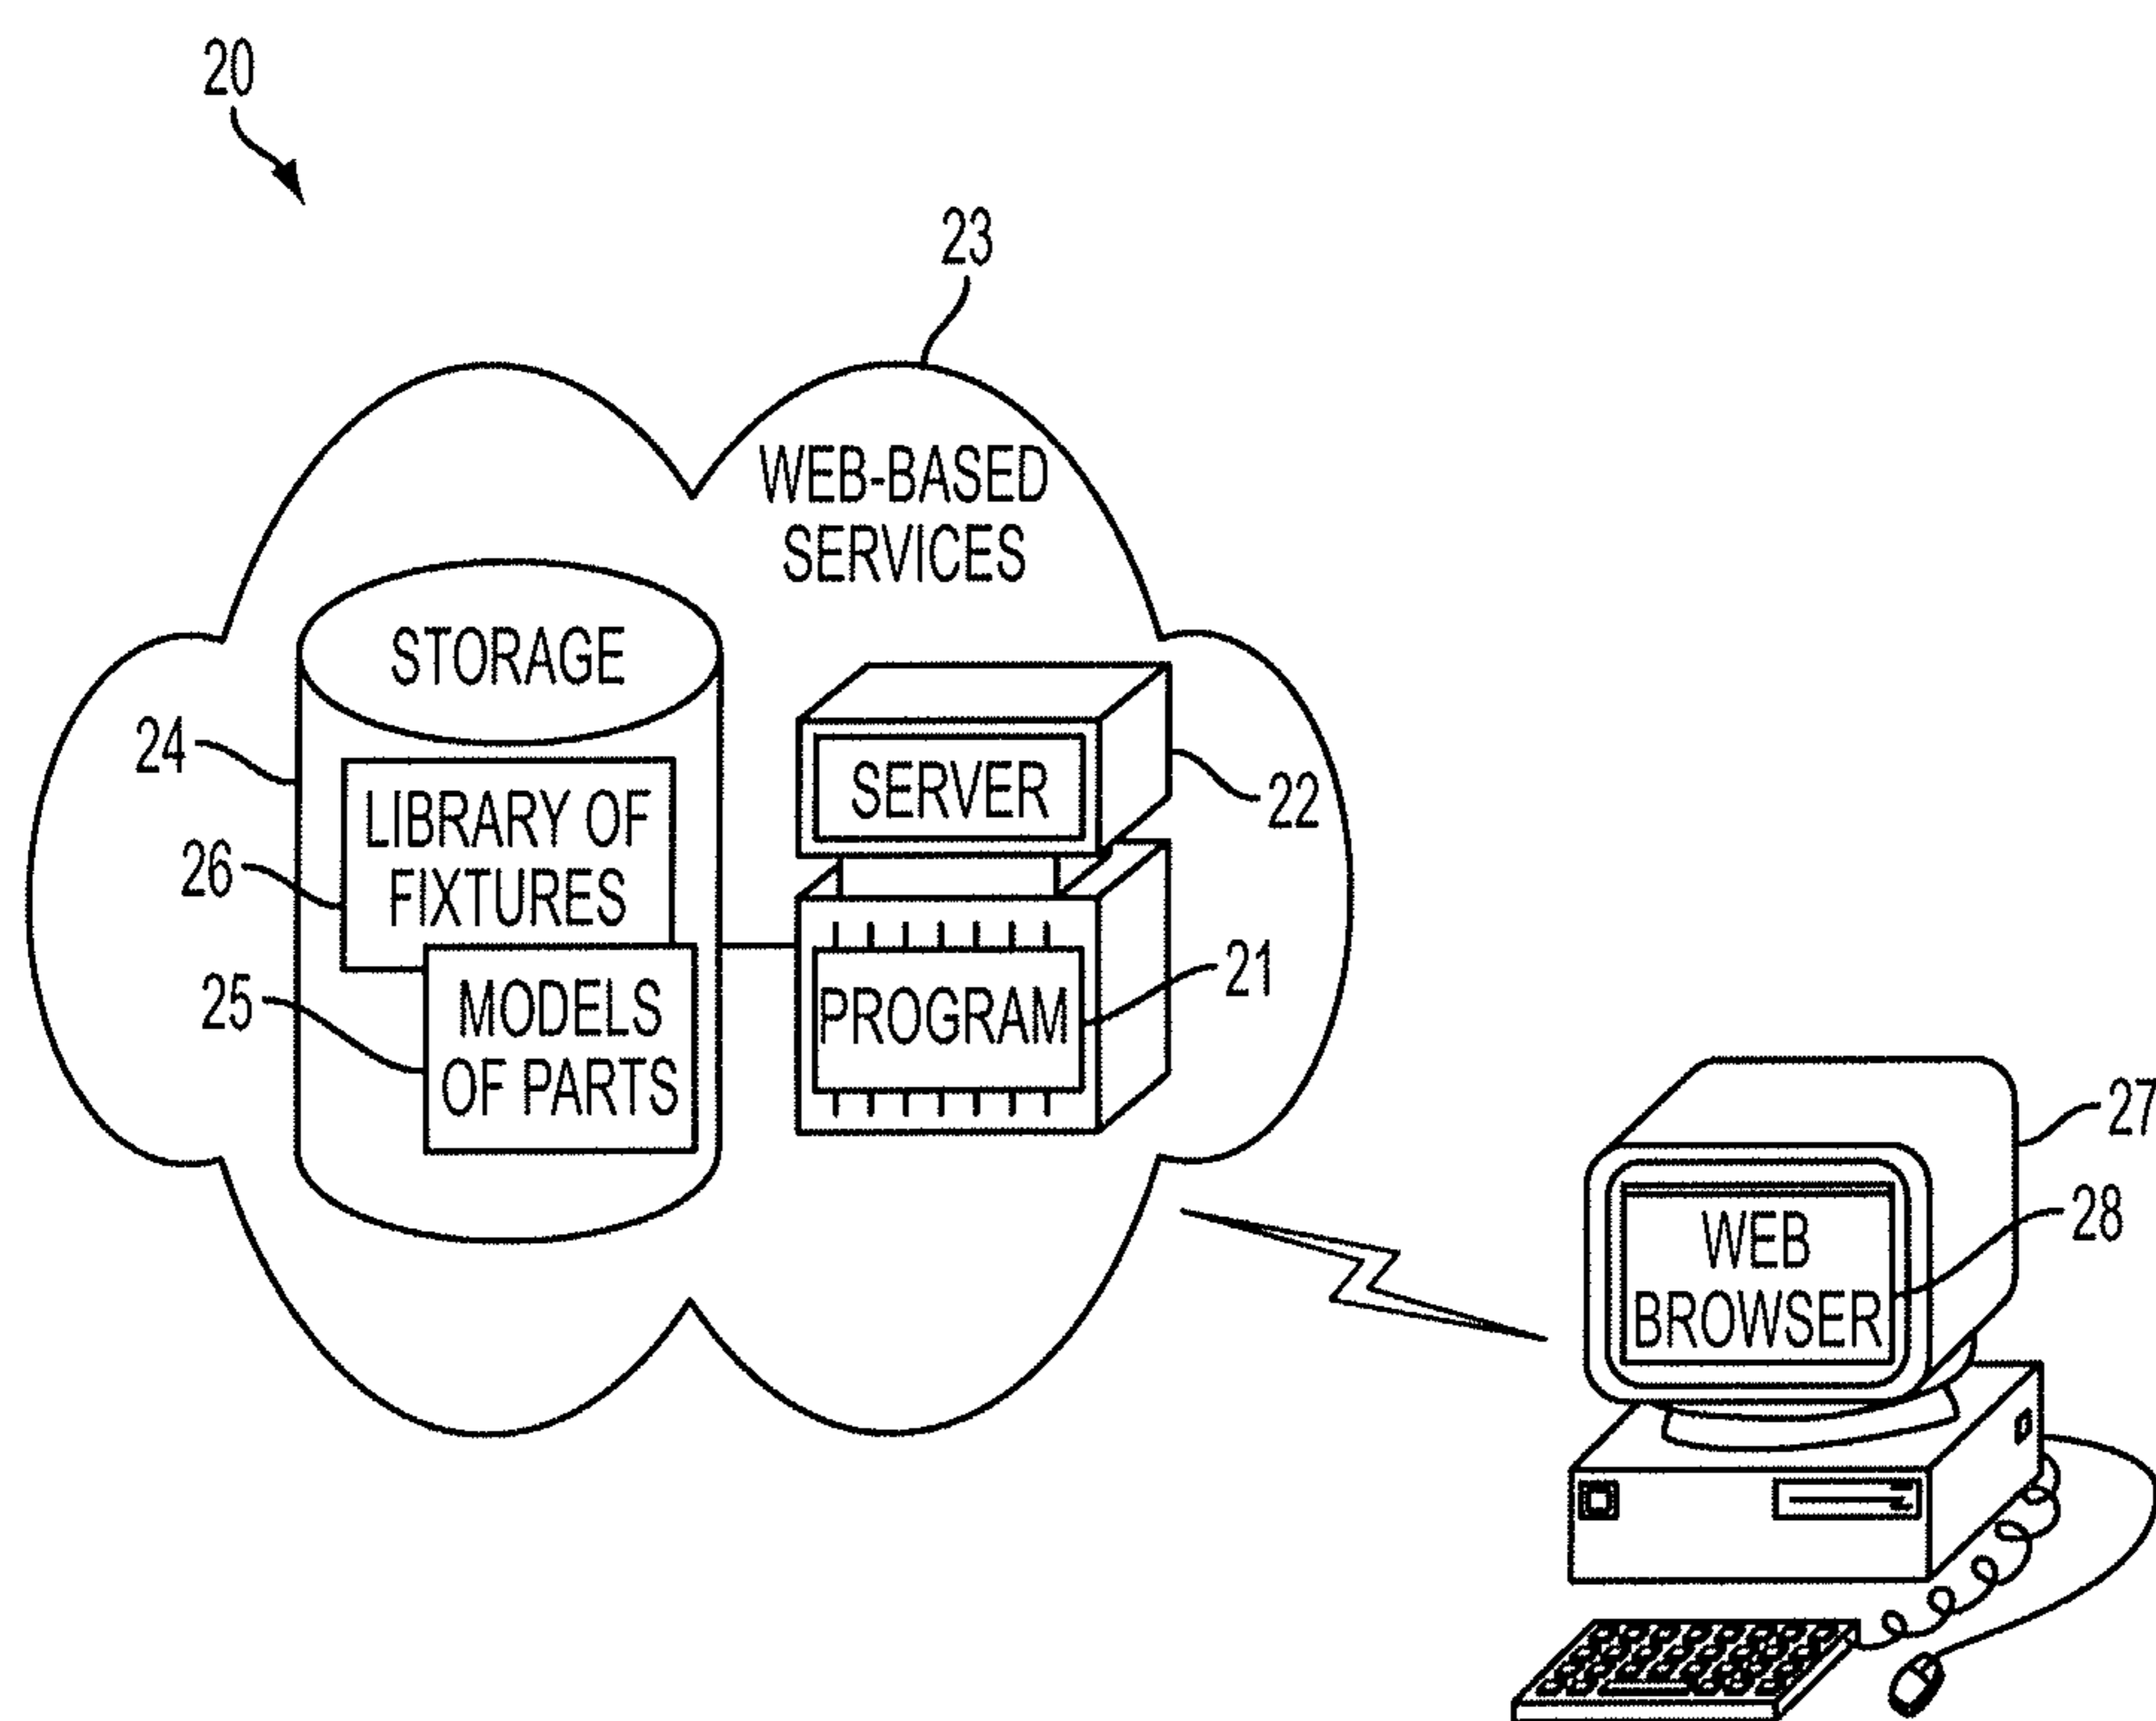 20
23
WEB-BASED
SERVICES
STORAGE
24
LIBRARY OF
FIXTURES
26
SERVER
22
25
MODELS
OF PARTS
PROGRAM
21
27
WEB
BROWSER
28